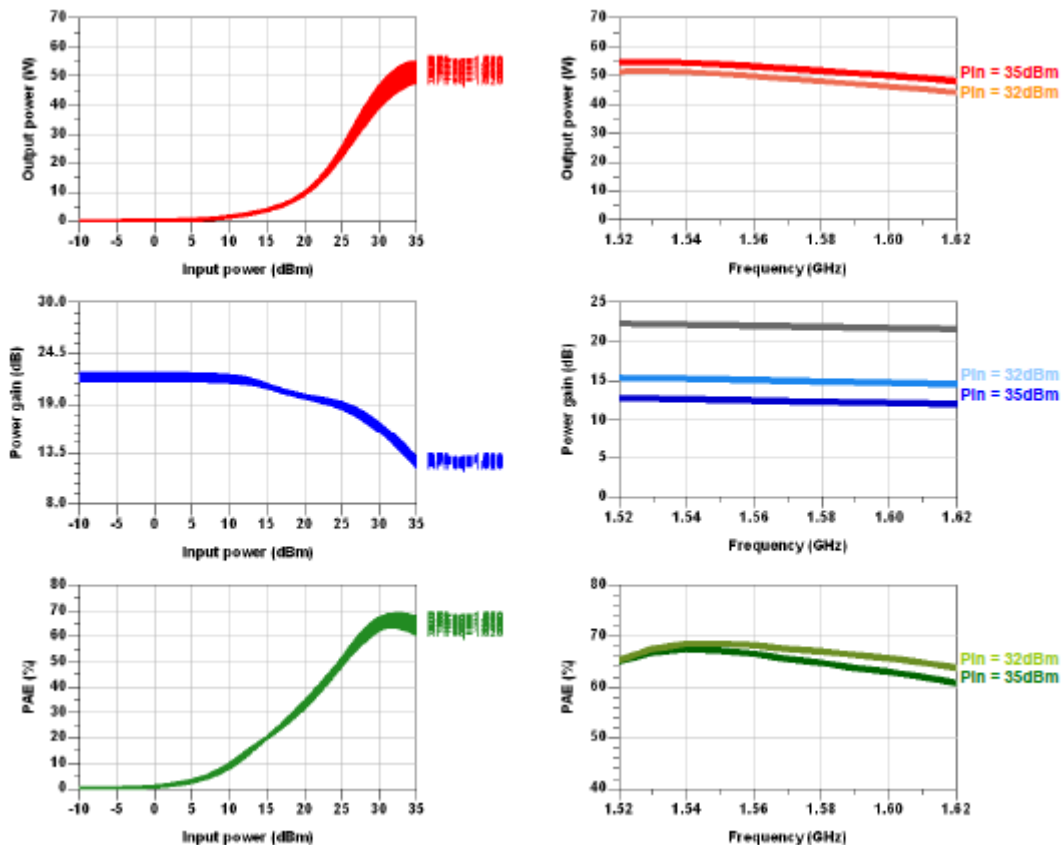 70
60
50
40
30
20
10
0
Output power (W)
-10 -5 0 5 10 15 20 25 30 35
Input power (dBm)
70
60
50
40
30
20
10
0
Output power (W)
Pin = 35dBm
Pin = 32dBm
1.52 1.54 1.56 1.58 1.60 1.62
Frequency (GHz)
30.0
24.5
19.0
13.5
8.0
Power gain (dB)
-10 -5 0 5 10 15 20 25 30 35
Input power (dBm)
25
20
15
10
5
0
Power gain (dB)
Pin = 32dBm
Pin = 35dBm
1.52 1.54 1.56 1.58 1.60 1.62
Frequency (GHz)
80
70
60
50
40
30
20
10
0
PAE (%)
-10 -5 0 5 10 15 20 25 30 35
Input power (dBm)
80
70
60
50
40
PAE (%)
Pin = 32dBm
Pin = 35dBm
1.52 1.54 1.56 1.58 1.60 1.62
Frequency (GHz)